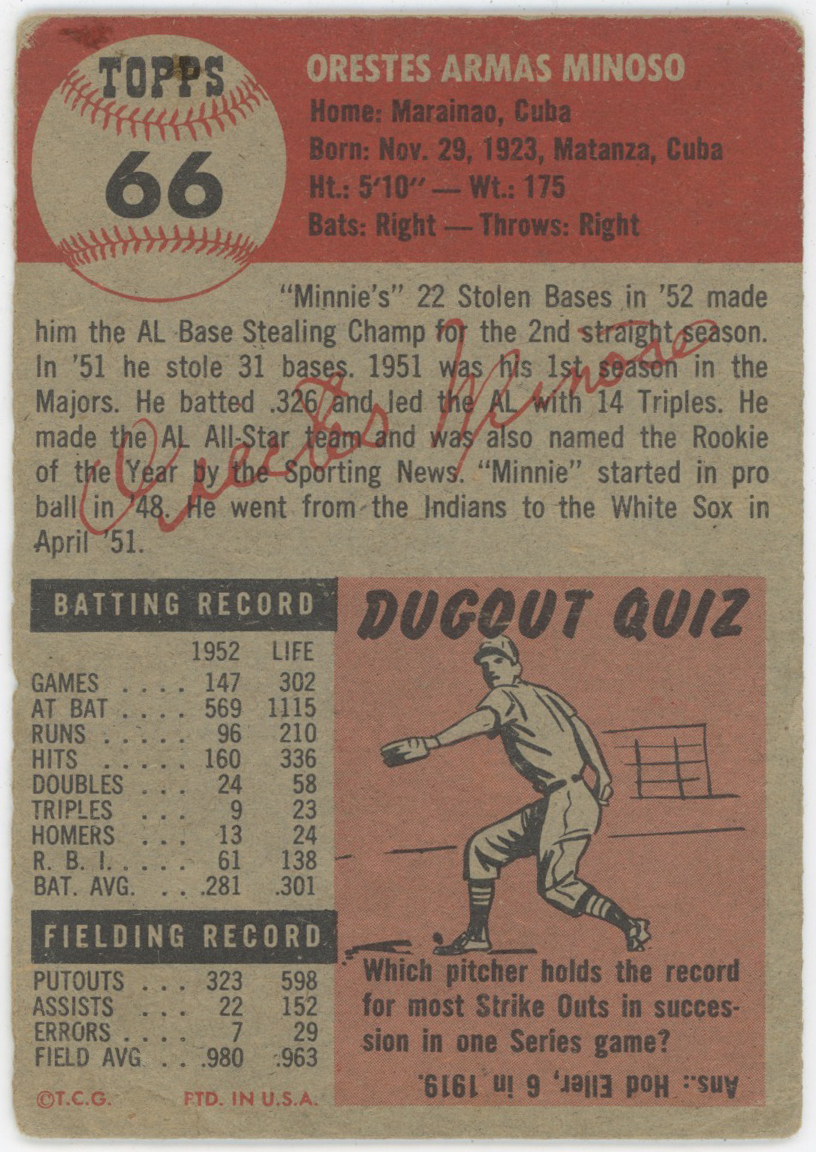 TOPPS
66
ORESTES ARMAS MINOSO
Home: Marainao, Cuba
Born: Nov. 29, 1923, Matanza, Cuba
Ht.: 5'10" — Wt.: 175
Bats: Right — Throws: Right
"Minnie's" 22 Stolen Bases in '52 made
him the AL Base Stealing Champ for the 2nd straight season.
In '51 he stole 31 bases. 1951 was his 1st season in the
Majors. He batted .326 and led the AL with 14 Triples. He
made the AL All-Star team and was also named the Rookie
of the Year by the Sporting News. "Minnie" started in pro
ball in '48. He went from the Indians to the White Sox in
April '51.
Orestes Minoso
BATTING RECORD
1952 LIFE
GAMES .... 147 302
AT BAT .... 569 1115
RUNS ..... 96 210
HITS ..... 160 336
DOUBLES ... 24 58
TRIPLES ... 9 23
HOMERS ... 13 24
R. B. I. .... 61 138
BAT. AVG. ... .281 .301
FIELDING RECORD
PUTOUTS ... 323 598
ASSISTS ... 22 152
ERRORS .... 7 29
FIELD AVG. .. .980 .963
©T.C.G. PTD. IN U.S.A.
DUGOUT QUIZ
Which pitcher holds the record
for most Strike Outs in succes-
sion in one Series game?
Ans.: Hod Eller, 6 in 1919.